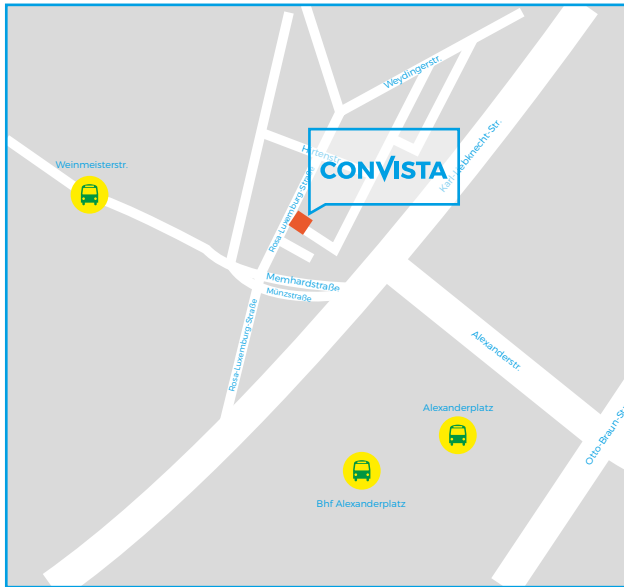 Weydingerstr.
Hirtenstr.
Karl-Liebknecht-Str.
CONVISTA
Weinmeisterstr.
Rosa-Luxemburg-Straße
Memhardstraße
Münzstraße
Rosa-Luxemburg-Straße
Alexanderstr.
Alexanderplatz
Otto-Braun-St
Bhf Alexanderplatz